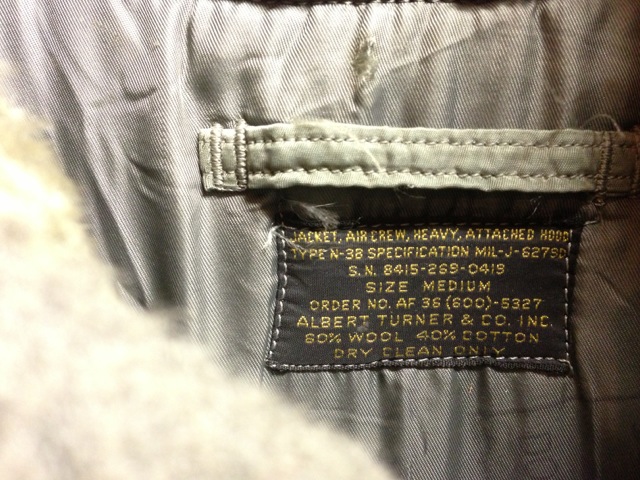 JACKET, AIR CREW, HEAVY, ATTACHED HOOD
TYPE N-3B SPECIFICATION MIL-J-6279D
S.N. 8415-269-0419
SIZE MEDIUM
ORDER NO. AF 36 (600)-5327
ALBERT TURNER & CO. INC.
60% WOOL 40% COTTON
DRY CLEAN ONLY